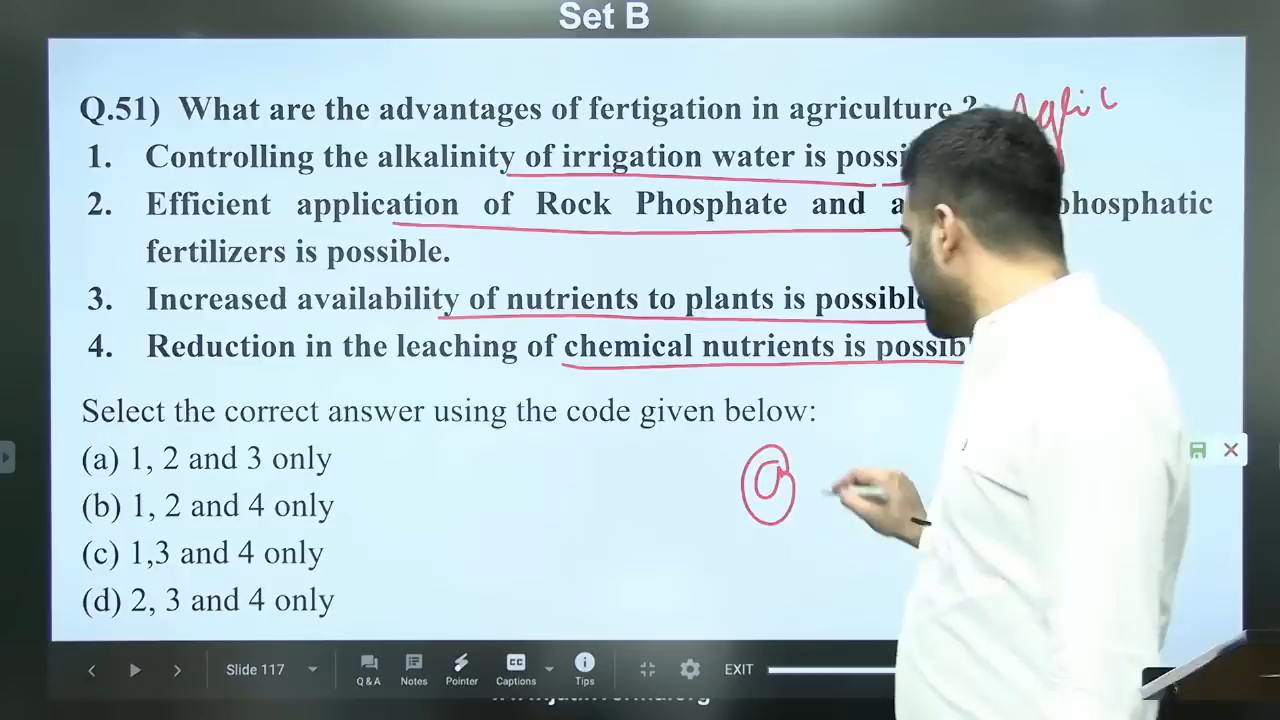 Set B
Q.51) What are the advantages of fertigation in agriculture ?
Agric
1. Controlling the alkalinity of irrigation water is possi
2. Efficient application of Rock Phosphate and a phosphatic
fertilizers is possible.
3. Increased availability of nutrients to plants is possible
4. Reduction in the leaching of chemical nutrients is possib
Select the correct answer using the code given below:
(a) 1, 2 and 3 only
(b) 1, 2 and 4 only
(c) 1,3 and 4 only
(d) 2, 3 and 4 only
a
Slide 117
Q & A Notes Pointer CC Captions Tips EXIT